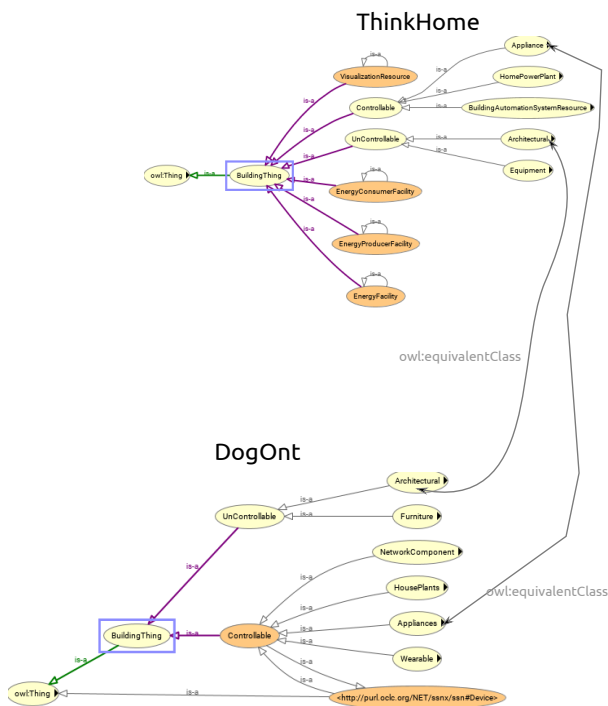 ThinkHome
is-a
Appliance
is-a
VisualizationResource
is-a
HomePowerPlant
is-a
is-a
Controllable
is-a
BuildingAutomationSystemResource
is-a
UnControllable
is-a
Architectural
is-a
is-a
Equipment
owl:Thing
is-a
BuildingThing
is-a
is-a
EnergyConsumerFacility
is-a
is-a
EnergyProducerFacility
is-a
is-a
EnergyFacility
owl:equivalentClass
DogOnt
Architectural
is-a
UnControllable
is-a
Furniture
NetworkComponent
is-a
is-a
HousePlants
is-a
owl:equivalentClass
Appliances
is-a
BuildingThing
is-a
Controllable
is-a
Wearable
is-a
is-a
is-a
is-a
owl:Thing
is-a
<http://purl.oclc.org/NET/ssnx/ssn#Device>